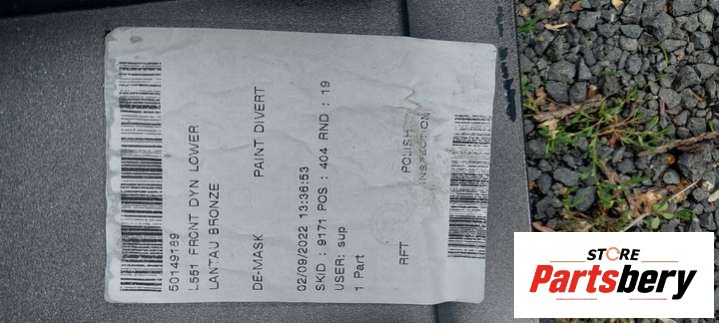 50149189
L551 FRONT DYN LOWER
LANTAU BRONZE
DE-MASK PAINT DIVERT
02/09/2022 13:36:53
SKID : 9171 POS : 404 RND : 19
USER: sup
1 Part
RFT POLISH
INSPECTION
STORE
Partsbery